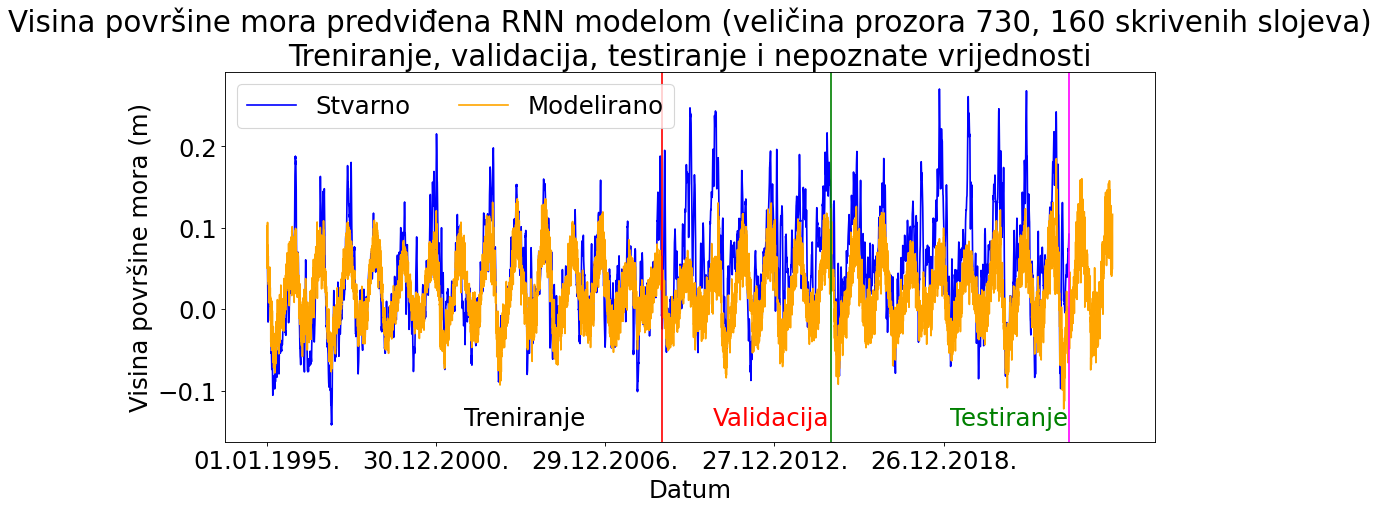 Visina površine mora predviđena RNN modelom (veličina prozora 730, 160 skrivenih slojeva)
Treniranje, validacija, testiranje i nepoznate vrijednosti
Stvarno Modelirano
Visina površine mora (m)
0.2
0.1
0.0
−0.1
Treniranje Validacija Testiranje
01.01.1995. 30.12.2000. 29.12.2006. 27.12.2012. 26.12.2018.
Datum